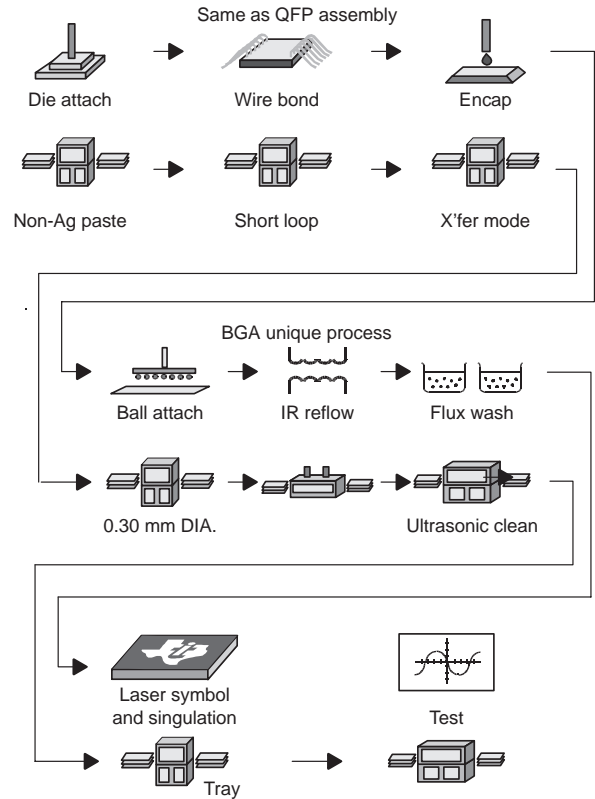 Same as QFP assembly
Die attach
Wire bond
Encap
Non-Ag paste
Short loop
X'fer mode
BGA unique process
Ball attach
IR reflow
Flux wash
0.30 mm DIA.
Ultrasonic clean
Laser symbol
and singulation
Test
Tray